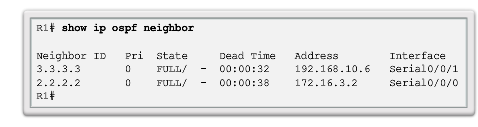 R1# show ip ospf neighbor
Neighbor ID Pri State Dead Time Address Interface
3.3.3.3 0 FULL/ - 00:00:32 192.168.10.6 Serial0/0/1
2.2.2.2 0 FULL/ - 00:00:38 172.16.3.2 Serial0/0/0
R1#